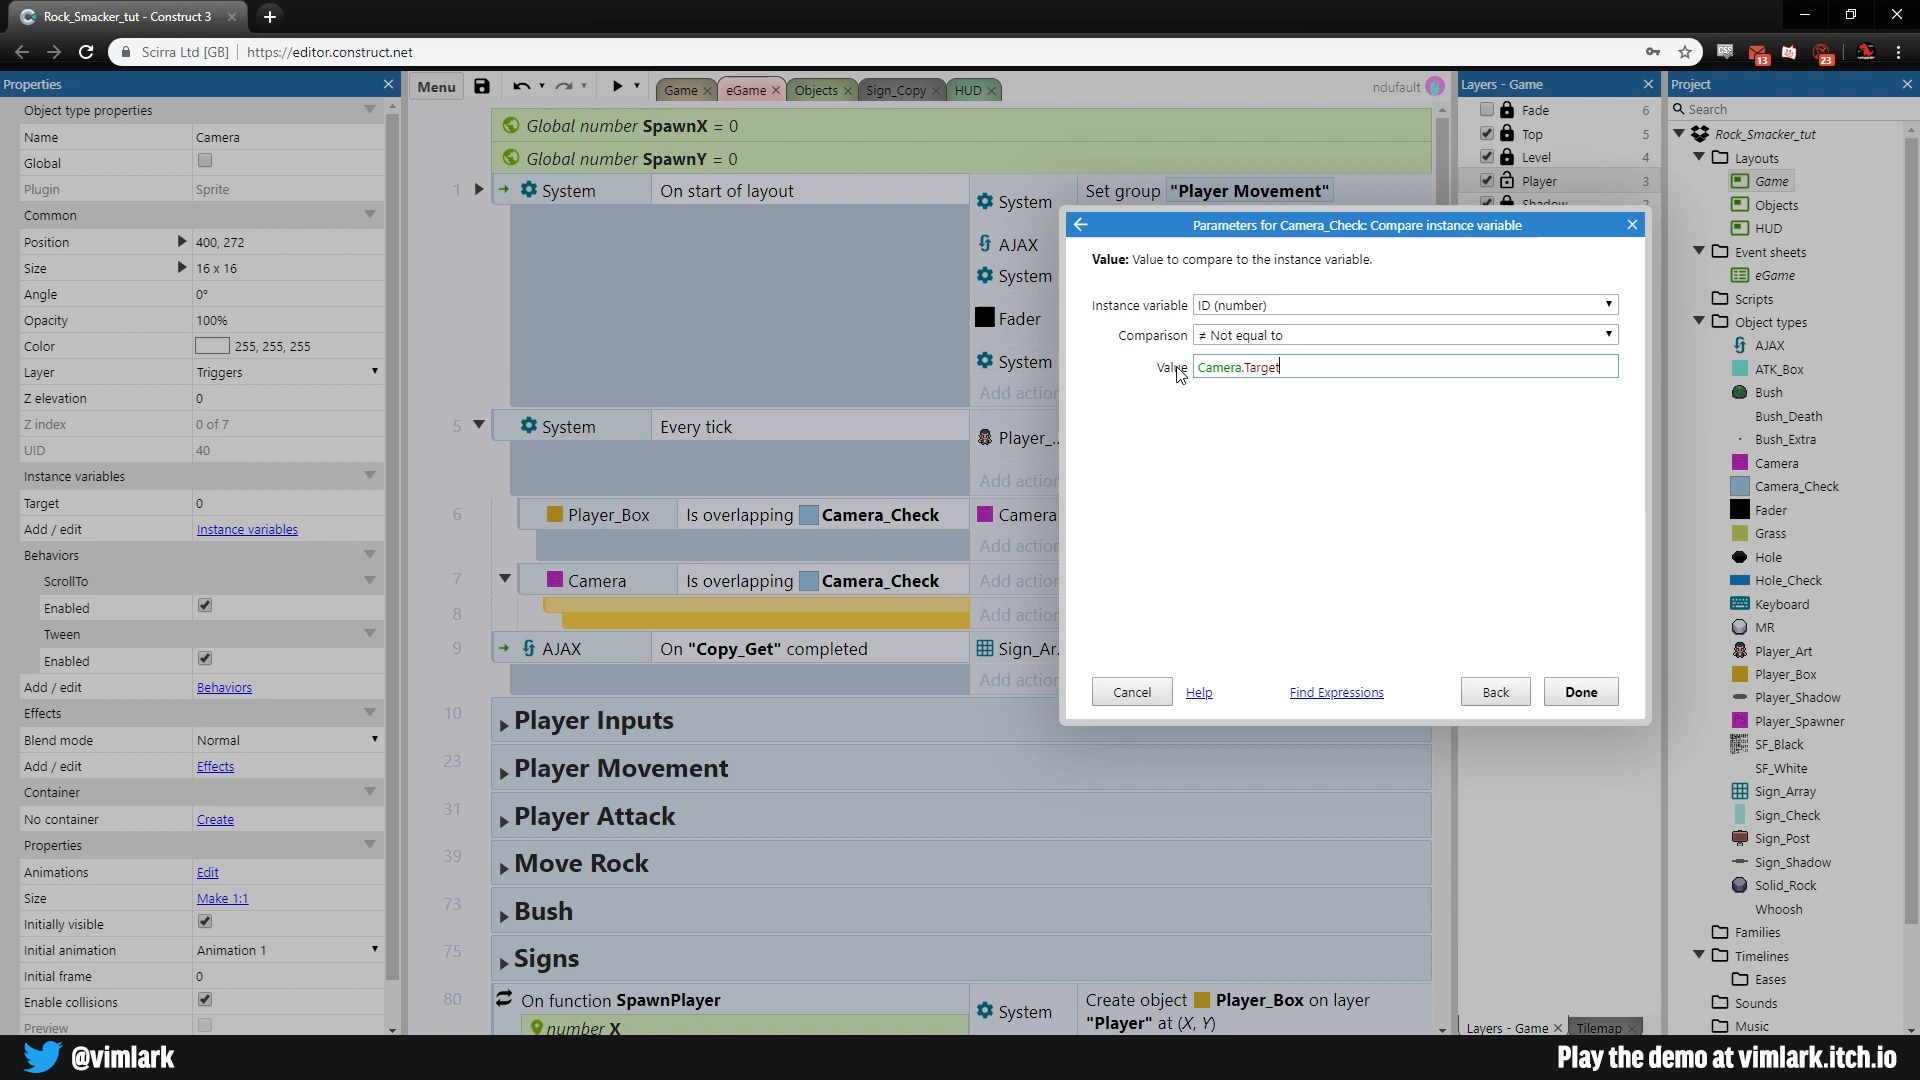 Rock_Smacker_tut - Construct 3
Scirra Ltd [GB] | https://editor.construct.net
13
23
Properties
Object type properties
Name Camera
Global
Plugin Sprite
Common
Position 400, 272
Size 16 x 16
Angle 0°
Opacity 100%
Color 255, 255, 255
Layer Triggers
Z elevation 0
Z index 0 of 7
UID 40
Instance variables
Target 0
Add / edit Instance variables
Behaviors
ScrollTo
Enabled
Tween
Enabled
Add / edit Behaviors
Effects
Blend mode Normal
Add / edit Effects
Container
No container Create
Properties
Animations Edit
Size Make 1:1
Initially visible
Initial animation Animation 1
Initial frame 0
Enable collisions
Preview
Menu
Game eGame Objects Sign_Copy HUD
ndufault
Global number SpawnX = 0
Global number SpawnY = 0
1 System On start of layout
System Set group "Player Movement"
AJAX
System
Fader
System
Add action
5 System Every tick
Player_...
Add action
6 Player_Box Is overlapping Camera_Check
Camera
Add action
7 Camera Is overlapping Camera_Check
Add action
8 Add action
9 AJAX On "Copy_Get" completed
Sign_Ar...
Add action
10 Player Inputs
23 Player Movement
31 Player Attack
39 Move Rock
73 Bush
75 Signs
80 On function SpawnPlayer
number X
System Create object Player_Box on layer
"Player" at (X, Y)
Parameters for Camera_Check: Compare instance variable
Value: Value to compare to the instance variable.
Instance variable ID (number)
Comparison ≠ Not equal to
Value Camera.Target
Cancel Help Find Expressions Back Done
Layers - Game
Fade 6
Top 5
Level 4
Player 3
Shadow 2
Layers - Game Tilemap
Project
Search
Rock_Smacker_tut
Layouts
Game
Objects
HUD
Event sheets
eGame
Scripts
Object types
AJAX
ATK_Box
Bush
Bush_Death
Bush_Extra
Camera
Camera_Check
Fader
Grass
Hole
Hole_Check
Keyboard
MR
Player_Art
Player_Box
Player_Shadow
Player_Spawner
SF_Black
SF_White
Sign_Array
Sign_Check
Sign_Post
Sign_Shadow
Solid_Rock
Whoosh
Families
Timelines
Eases
Sounds
Music
@vimlark
Play the demo at vimlark.itch.io